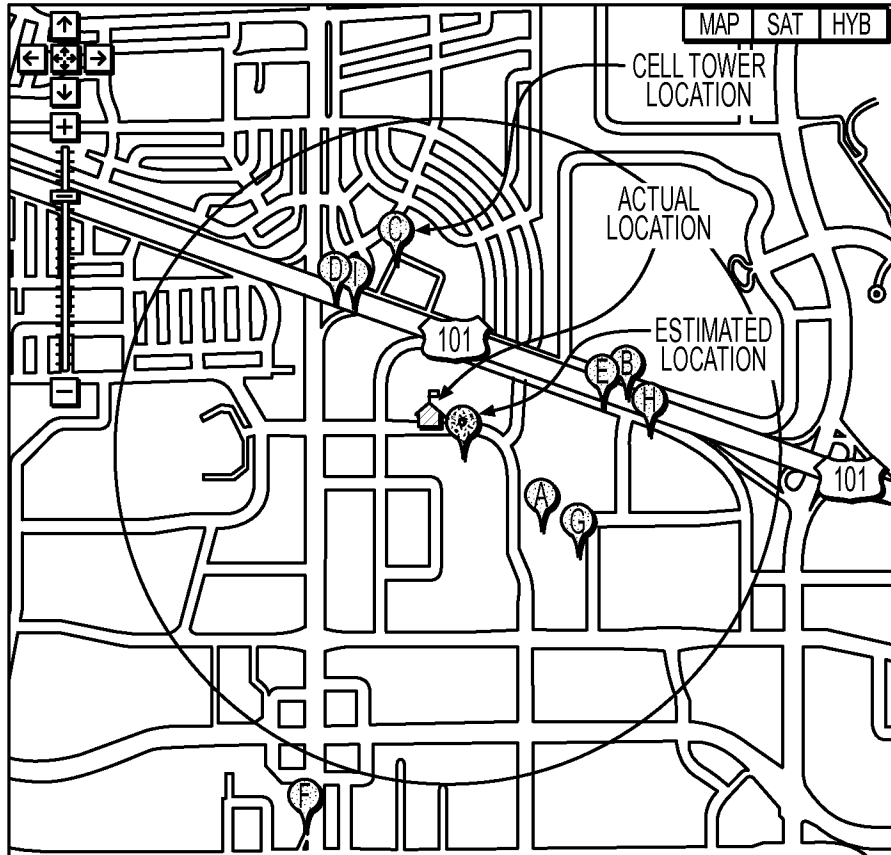 MAP SAT HYB
CELL TOWER
LOCATION
ACTUAL
LOCATION
C
D I
101
ESTIMATED
LOCATION
E B
H
101
A
G
F